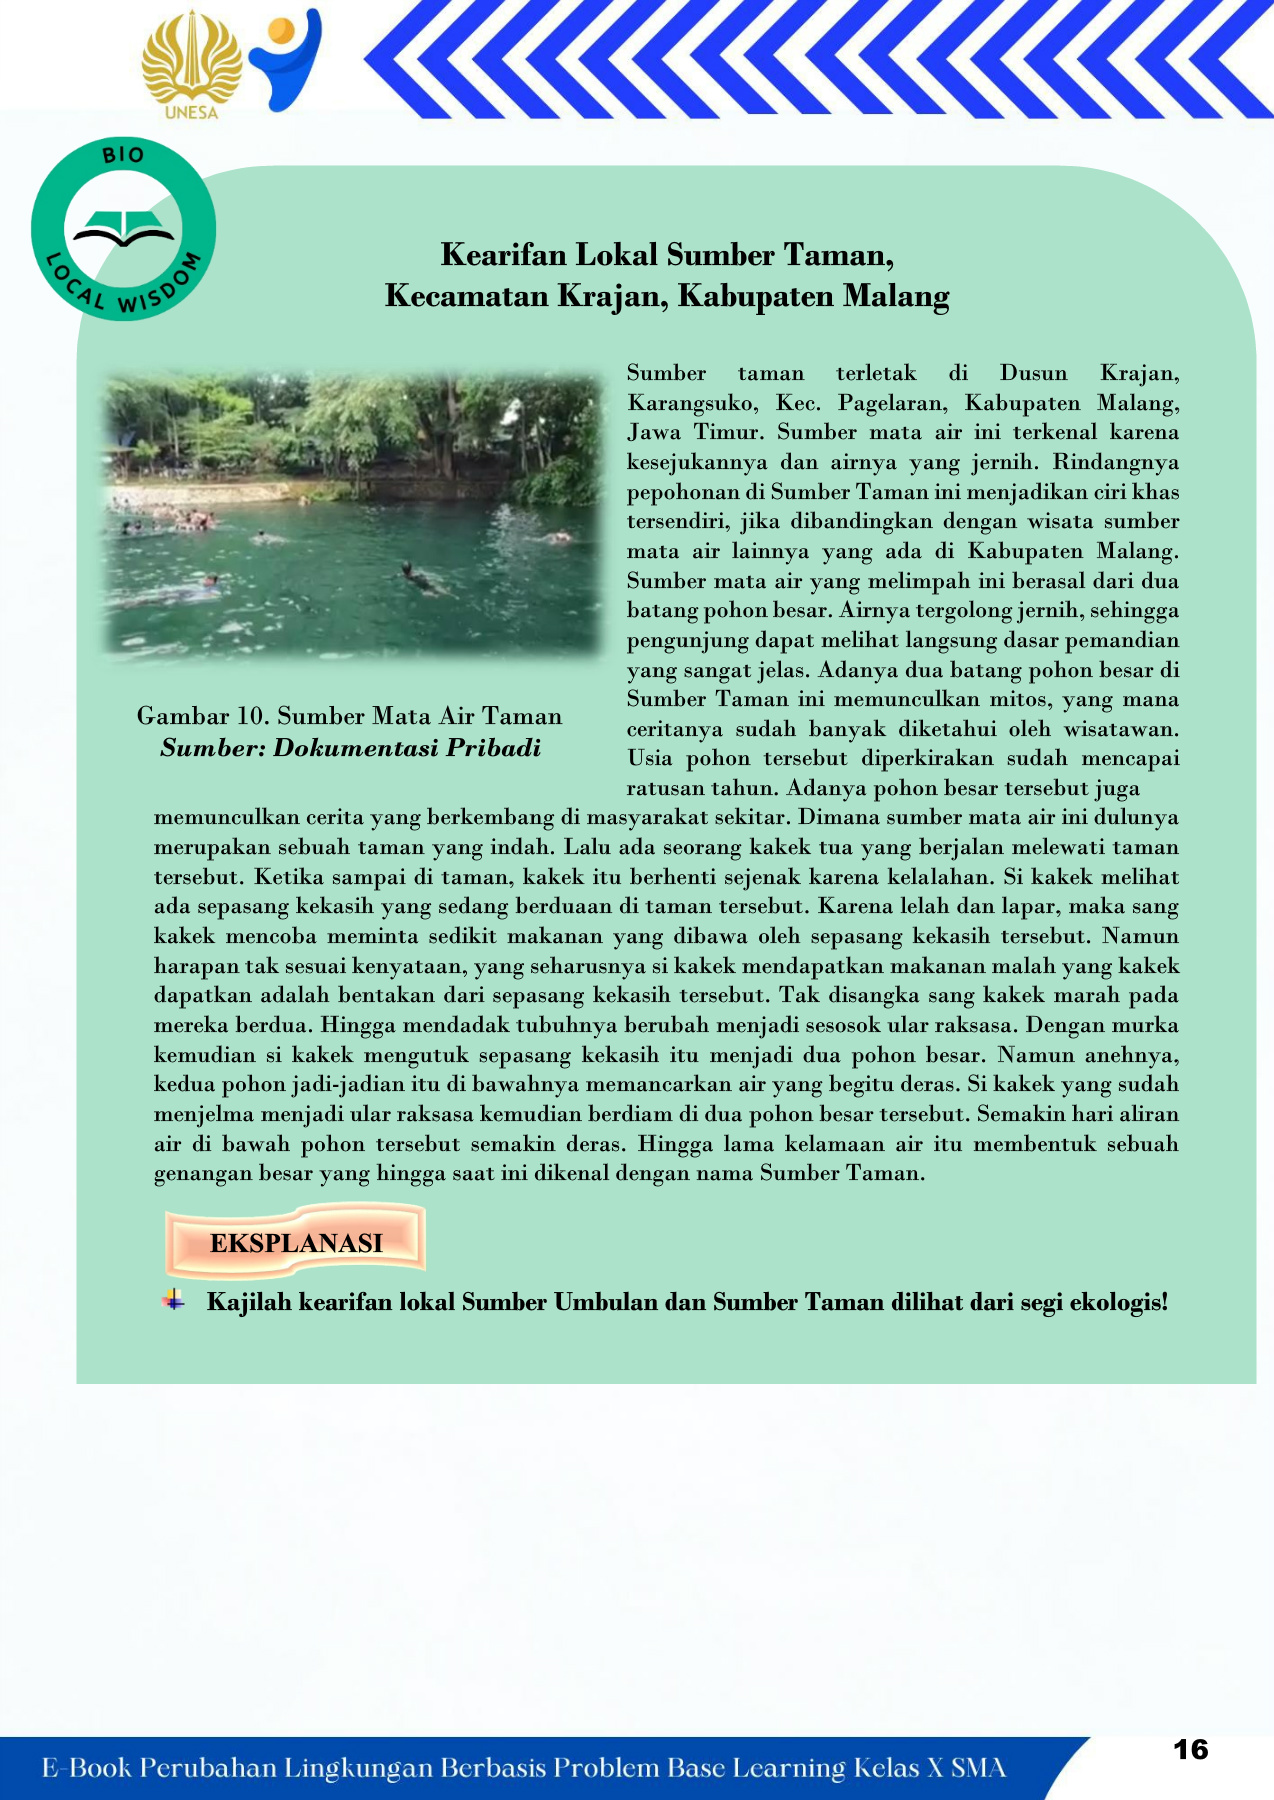 UNESA
BIO
LOCAL WISDOM
Kearifan Lokal Sumber Taman,
Kecamatan Krajan, Kabupaten Malang
Sumber taman terletak di Dusun Krajan,
Karangsuko, Kec. Pagelaran, Kabupaten Malang,
Jawa Timur. Sumber mata air ini terkenal karena
kesejukannya dan airnya yang jernih. Rindangnya
pepohonan di Sumber Taman ini menjadikan ciri khas
tersendiri, jika dibandingkan dengan wisata sumber
mata air lainnya yang ada di Kabupaten Malang.
Sumber mata air yang melimpah ini berasal dari dua
batang pohon besar. Airnya tergolong jernih, sehingga
pengunjung dapat melihat langsung dasar pemandian
yang sangat jelas. Adanya dua batang pohon besar di
Sumber Taman ini memunculkan mitos, yang mana
ceritanya sudah banyak diketahui oleh wisatawan.
Usia pohon tersebut diperkirakan sudah mencapai
ratusan tahun. Adanya pohon besar tersebut juga
Gambar 10. Sumber Mata Air Taman
Sumber: Dokumentasi Pribadi
memunculkan cerita yang berkembang di masyarakat sekitar. Dimana sumber mata air ini dulunya
merupakan sebuah taman yang indah. Lalu ada seorang kakek tua yang berjalan melewati taman
tersebut. Ketika sampai di taman, kakek itu berhenti sejenak karena kelalahan. Si kakek melihat
ada sepasang kekasih yang sedang berduaan di taman tersebut. Karena lelah dan lapar, maka sang
kakek mencoba meminta sedikit makanan yang dibawa oleh sepasang kekasih tersebut. Namun
harapan tak sesuai kenyataan, yang seharusnya si kakek mendapatkan makanan malah yang kakek
dapatkan adalah bentakan dari sepasang kekasih tersebut. Tak disangka sang kakek marah pada
mereka berdua. Hingga mendadak tubuhnya berubah menjadi sesosok ular raksasa. Dengan murka
kemudian si kakek mengutuk sepasang kekasih itu menjadi dua pohon besar. Namun anehnya,
kedua pohon jadi-jadian itu di bawahnya memancarkan air yang begitu deras. Si kakek yang sudah
menjelma menjadi ular raksasa kemudian berdiam di dua pohon besar tersebut. Semakin hari aliran
air di bawah pohon tersebut semakin deras. Hingga lama kelamaan air itu membentuk sebuah
genangan besar yang hingga saat ini dikenal dengan nama Sumber Taman.
EKSPLANASI
Kajilah kearifan lokal Sumber Umbulan dan Sumber Taman dilihat dari segi ekologis!
16
E-Book Perubahan Lingkungan Berbasis Problem Base Learning Kelas X SMA